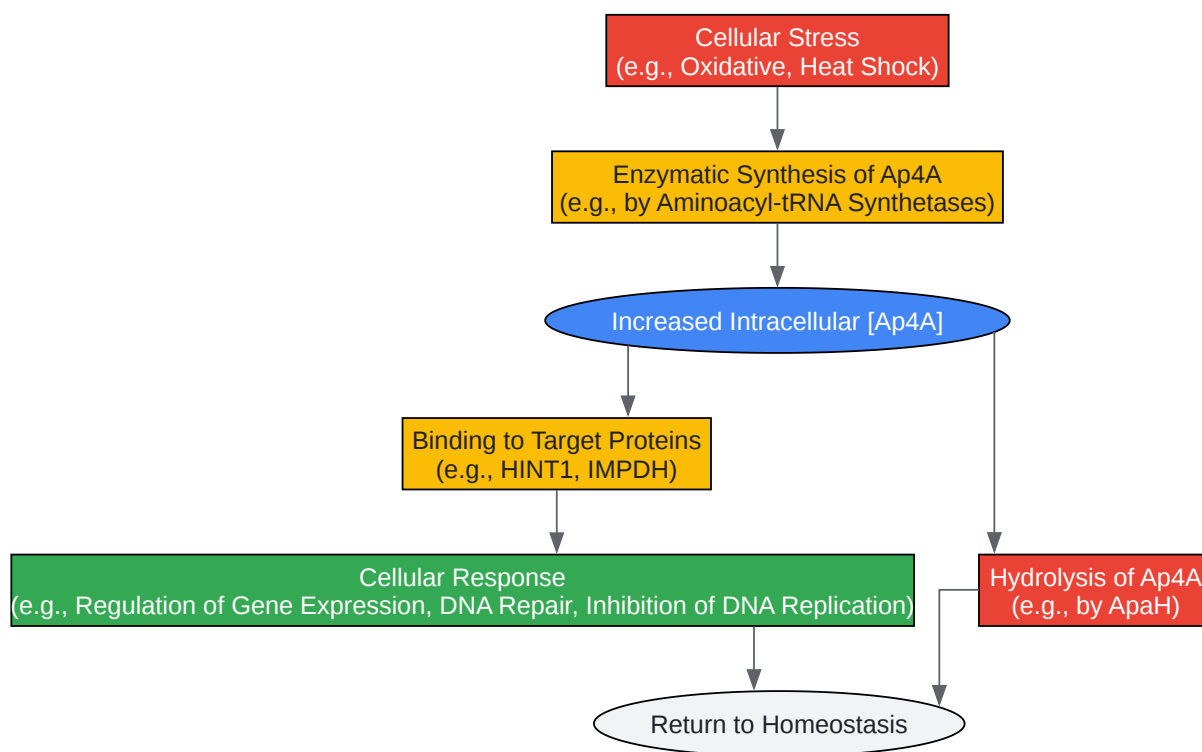 Cellular Stress
(e.g., Oxidative, Heat Shock)
Enzymatic Synthesis of Ap4A
(e.g., by Aminoacyl-tRNA Synthetases)
Increased Intracellular [Ap4A]
Binding to Target Proteins
(e.g., HINT1, IMPDH)
Cellular Response
(e.g., Regulation of Gene Expression, DNA Repair, Inhibition of DNA Replication)
Hydrolysis of Ap4A
(e.g., by ApaH)
Return to Homeostasis